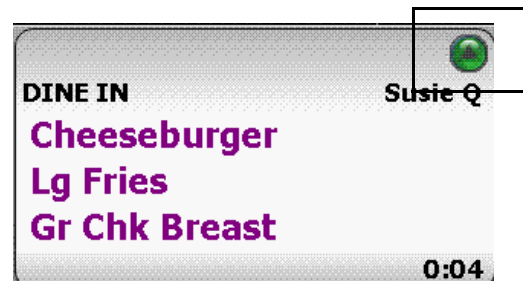 DINE IN Susie Q
Cheeseburger
Lg Fries
Gr Chk Breast
0:04